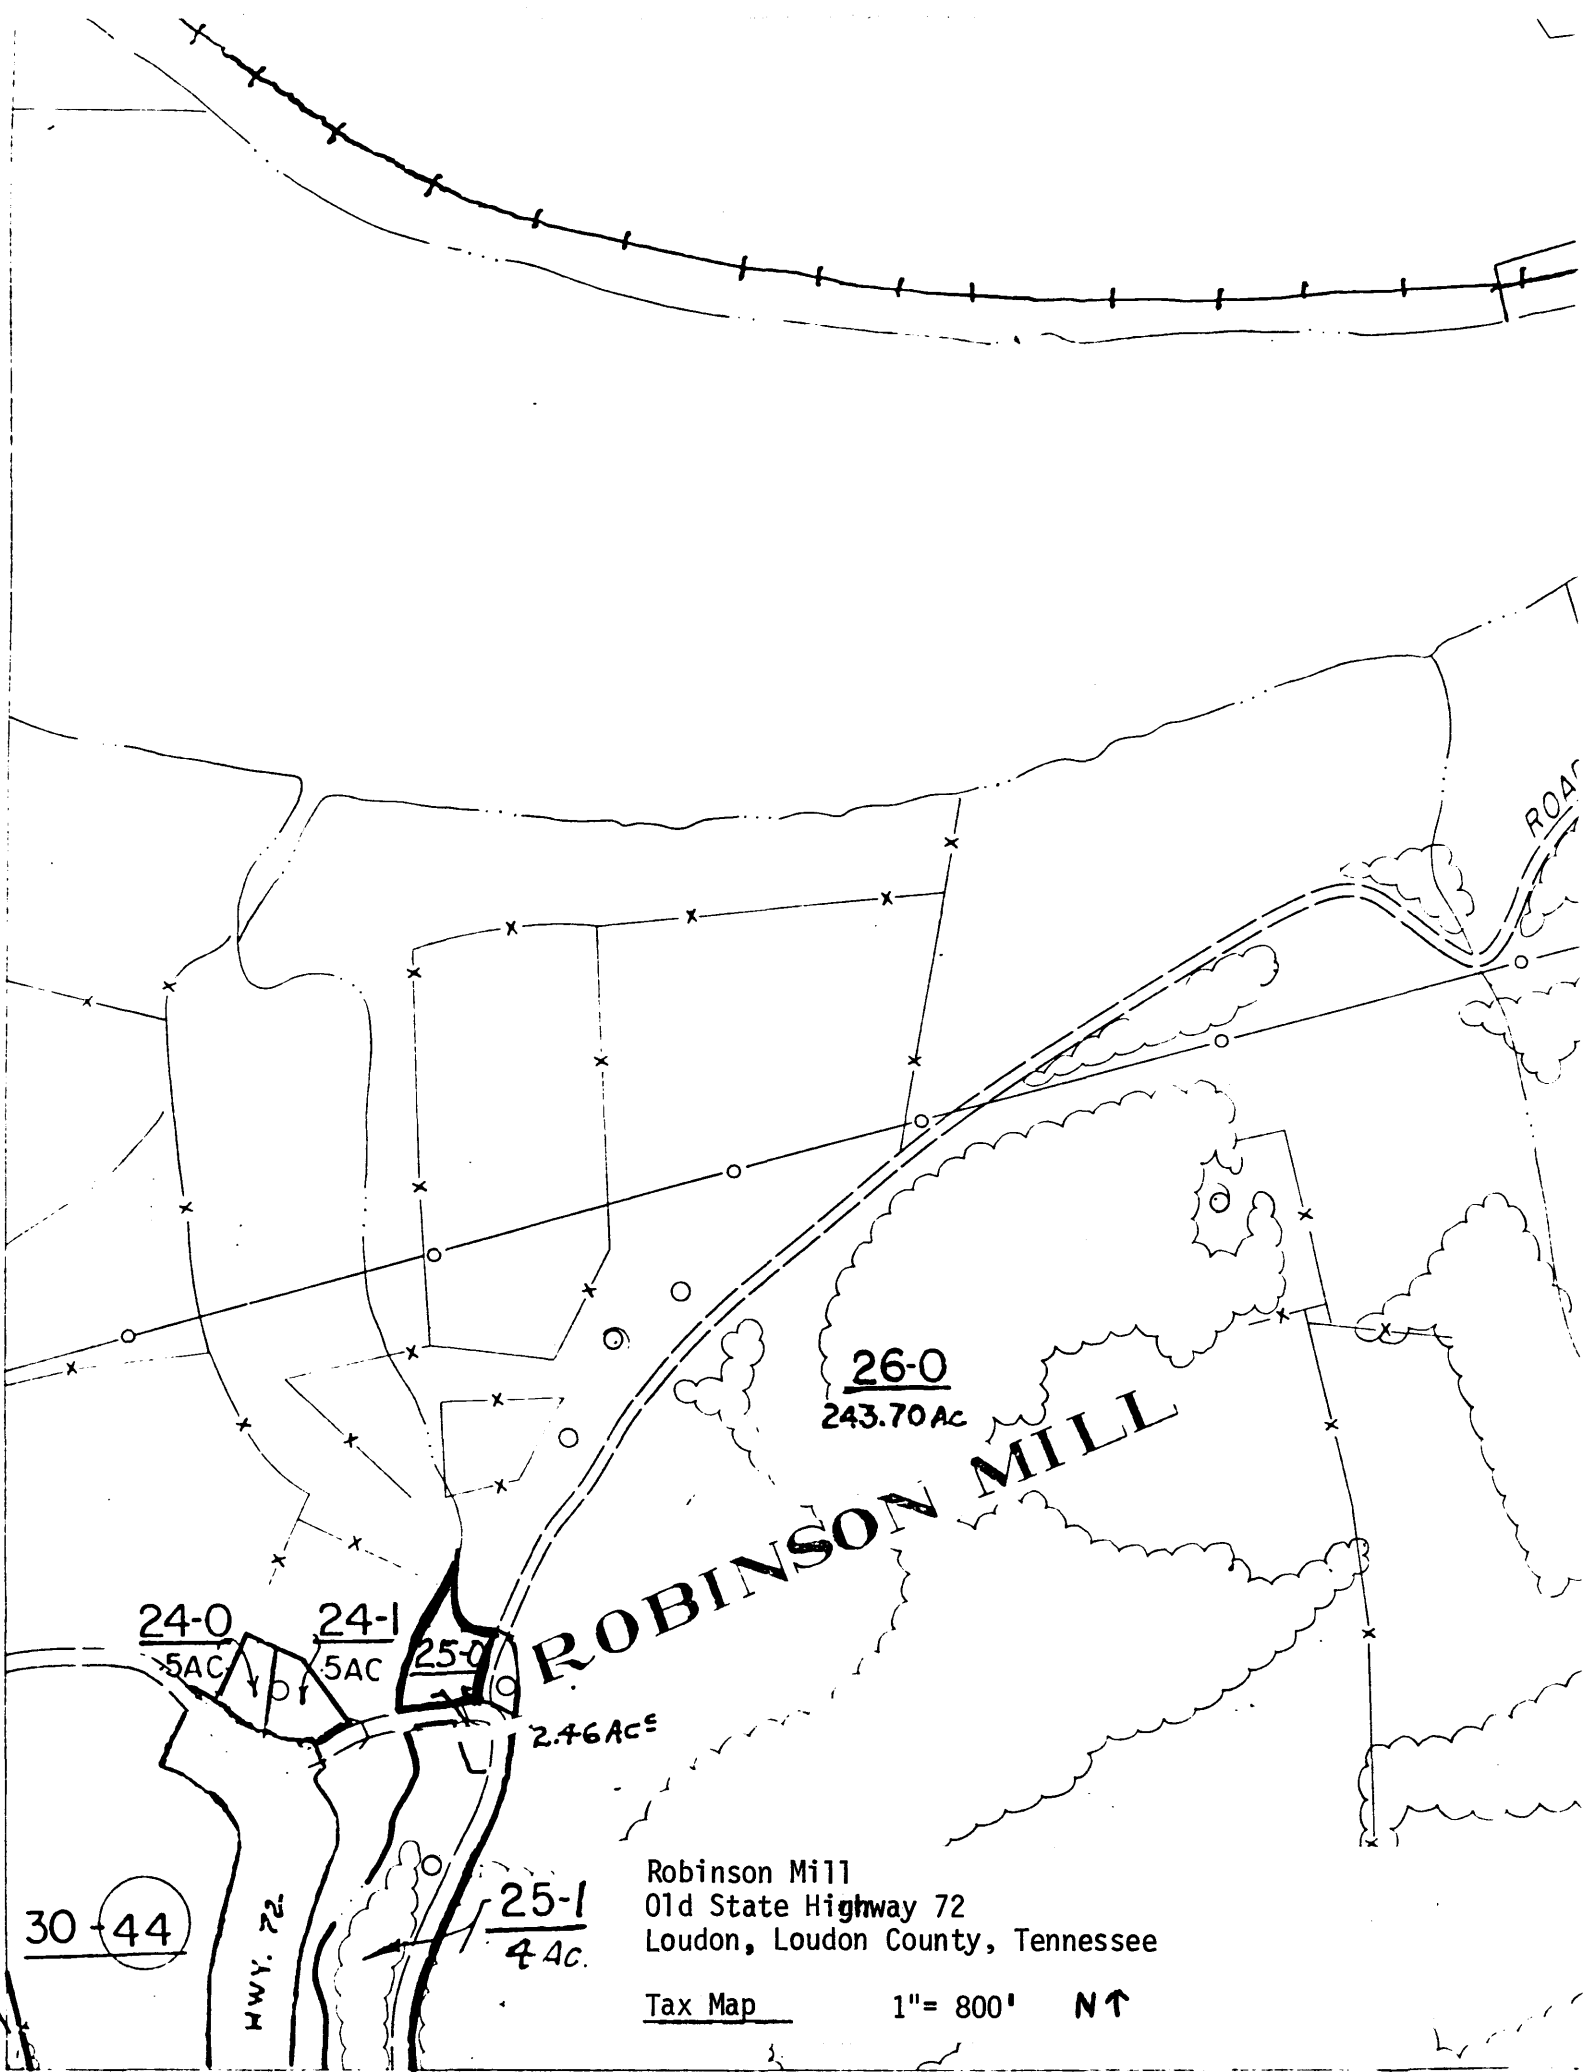 ROAD
26-0
243.70 Ac
ROBINSON MILL
24-0
.5AC
24-1
.5AC
25-0
2.46 Acs
HWY. 72
30-44
25-1
4 Ac.
Robinson Mill
Old State Highway 72
Loudon, Loudon County, Tennessee
Tax Map 1"= 800' N↑